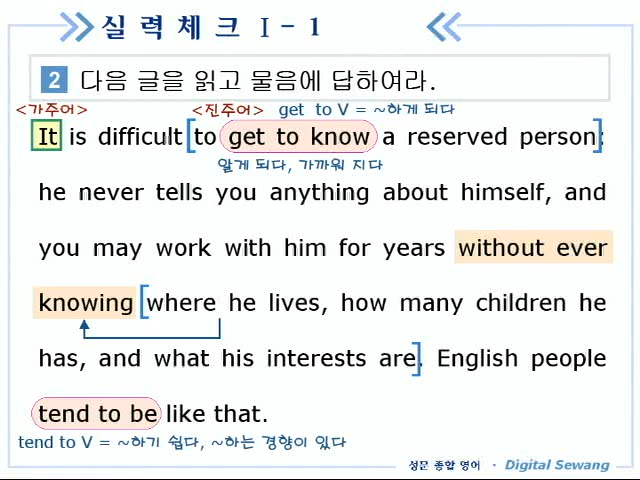 실 력 체 크 I - 1
2 다음 글을 읽고 물음에 답하여라.
<가주어> <진주어> get to V = ~하게 되다
It is difficult [to get to know a reserved person]:
알게 되다, 가까워 지다
he never tells you anything about himself, and
you may work with him for years without ever
knowing [where he lives, how many children he
has, and what his interests are]. English people
tend to be like that.
tend to V = ~하기 쉽다, ~하는 경향이 있다
정문 종합 영어 · Digital Sewang